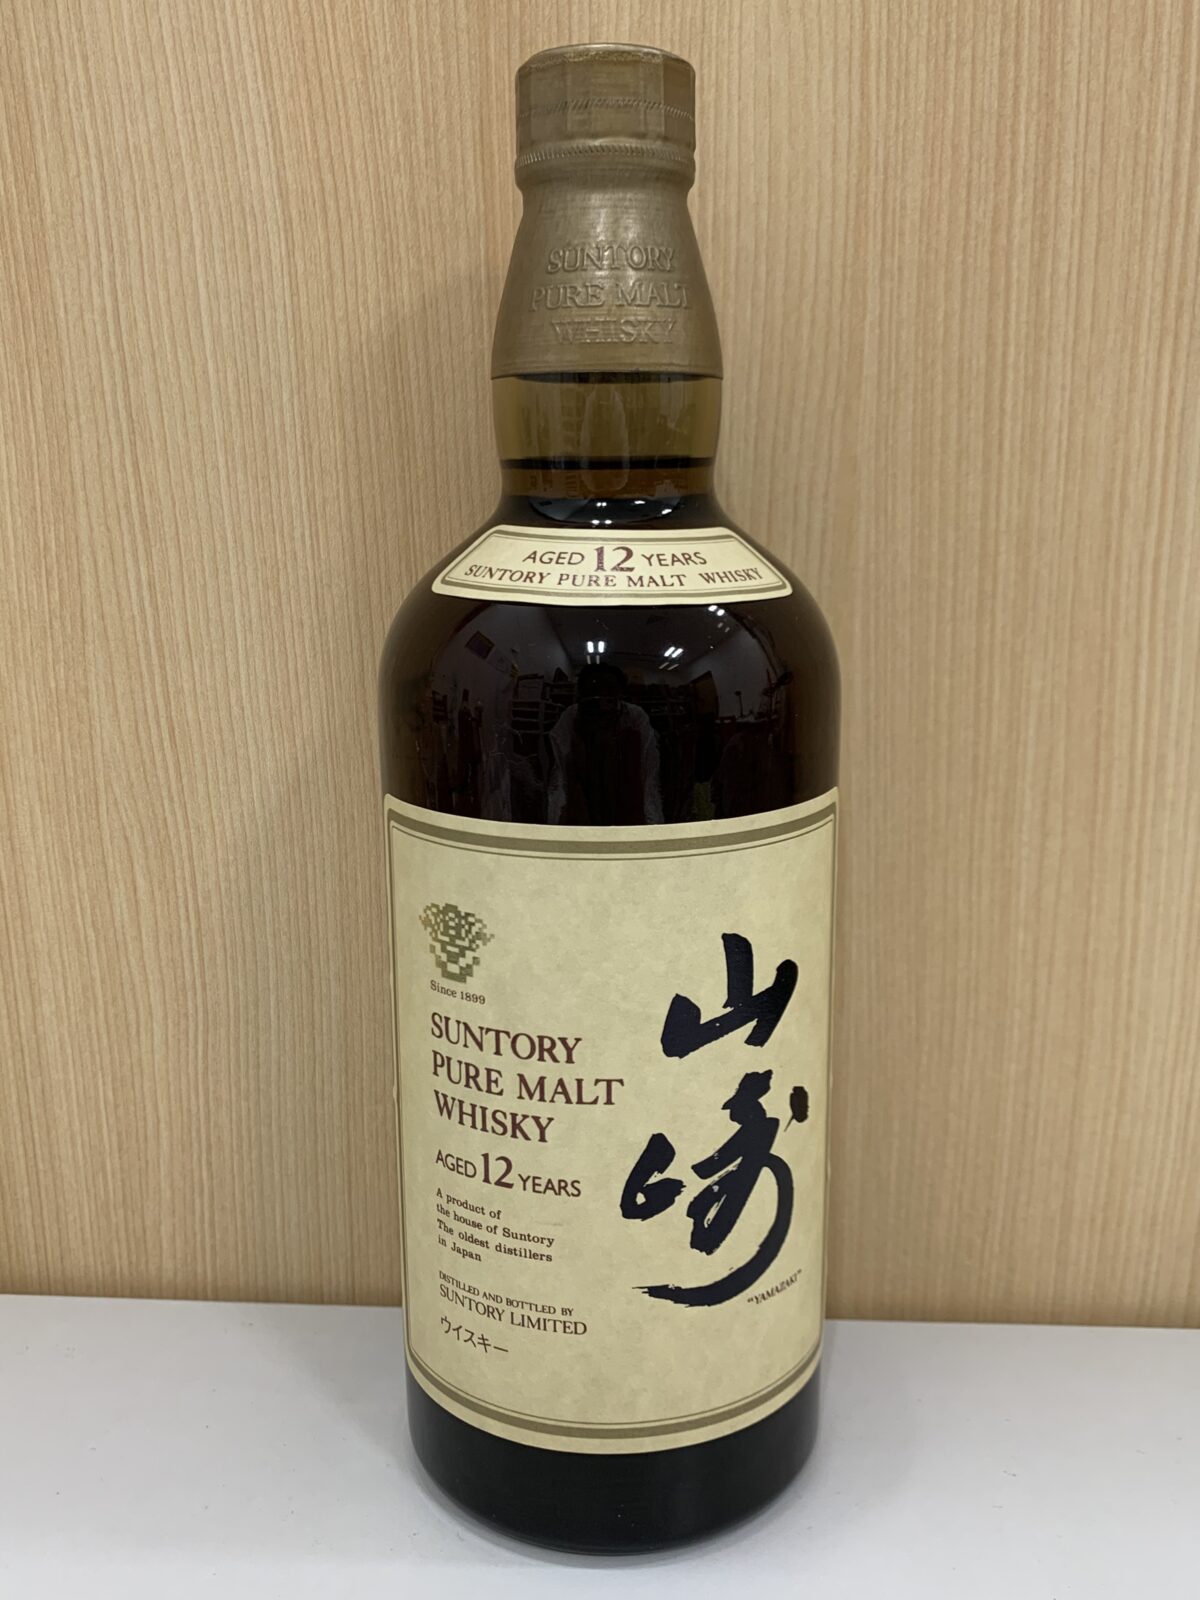 SUNTORY
PURE MALT
WHISKY
AGED 12 YEARS
SUNTORY PURE MALT WHISKY
Since 1899
SUNTORY
PURE MALT
WHISKY
AGED 12 YEARS
A product of
the house of Suntory
The oldest distillers
in Japan
DISTILLED AND BOTTLED BY
SUNTORY LIMITED
ウイスキー
山崎
"YAMAZAKI"